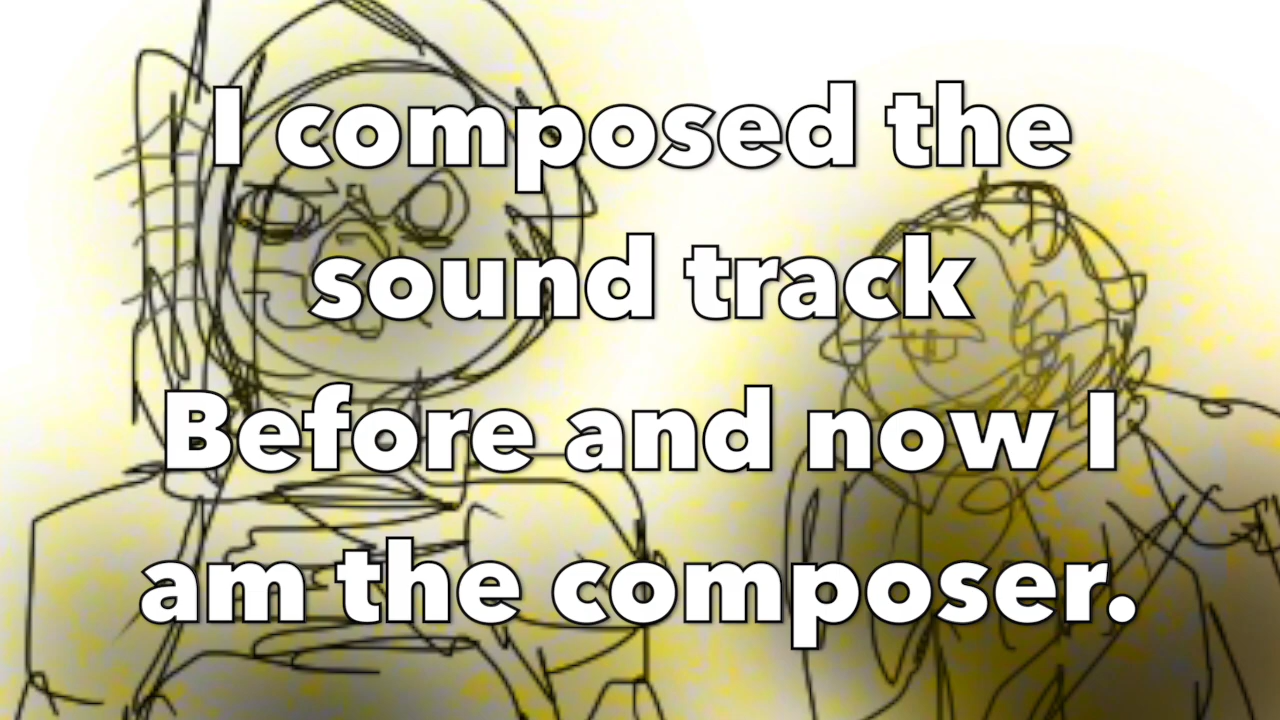 I composed the
sound track
Before and now I
am the composer.